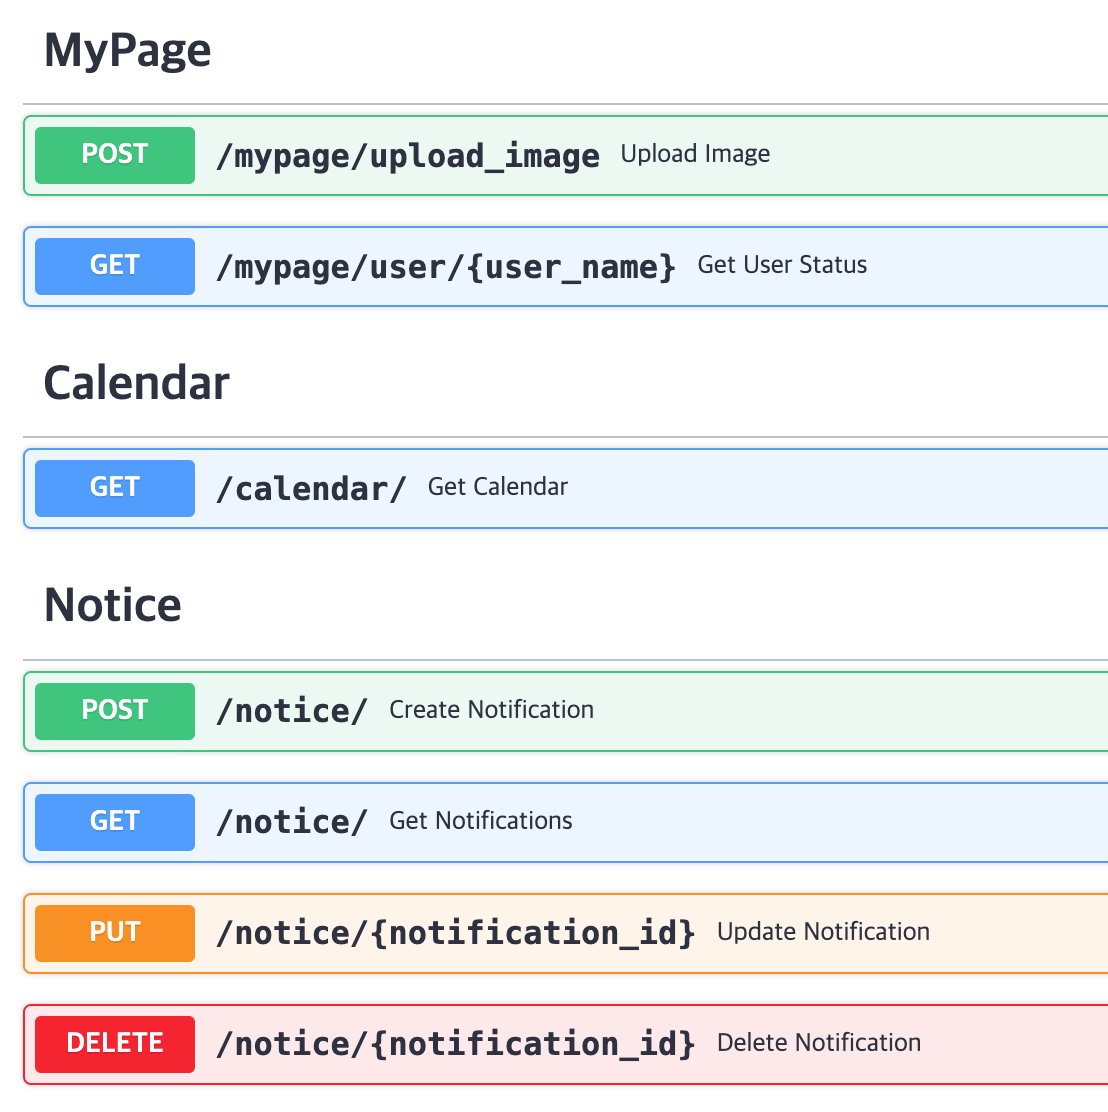 MyPage
POST /mypage/upload_image Upload Image
GET /mypage/user/{user_name} Get User Status
Calendar
GET /calendar/ Get Calendar
Notice
POST /notice/ Create Notification
GET /notice/ Get Notifications
PUT /notice/{notification_id} Update Notification
DELETE /notice/{notification_id} Delete Notification